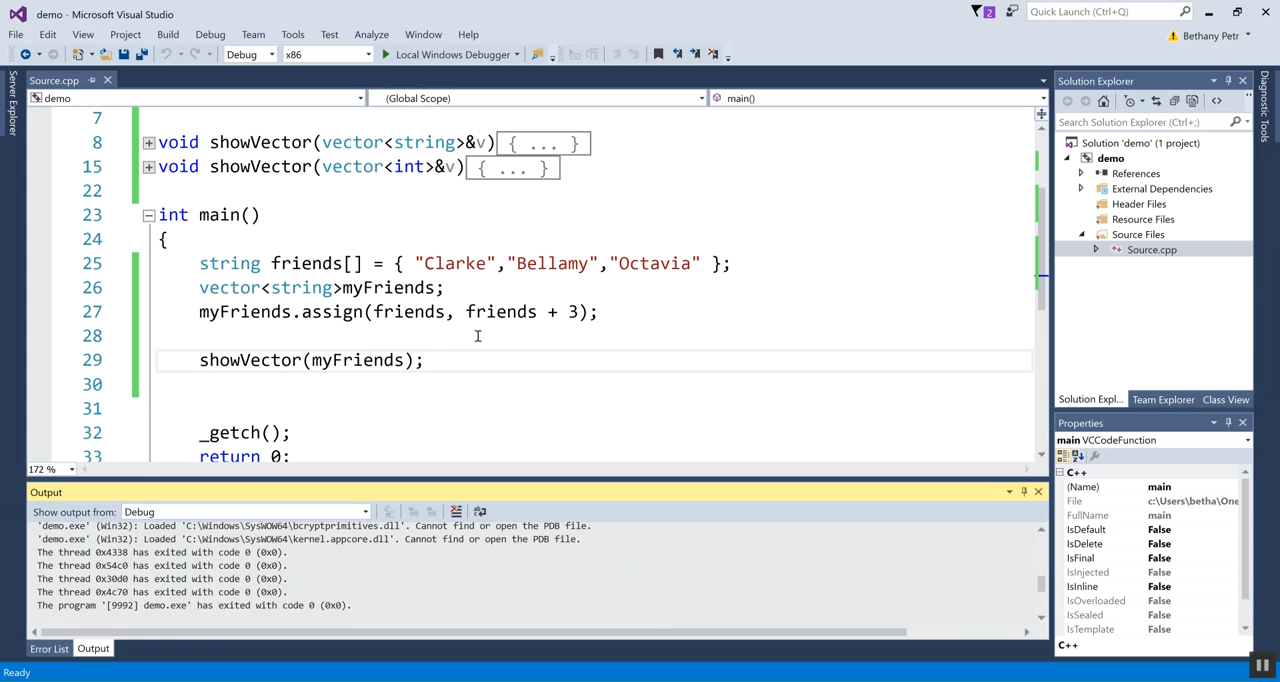 demo - Microsoft Visual Studio
2
Quick Launch (Ctrl+Q)
File Edit View Project Build Debug Team Tools Test Analyze Window Help
Bethany Petr
Debug x86 Local Windows Debugger
Server Explorer
Source.cpp
demo (Global Scope) main()
7
8 void showVector(vector<string>&v){ ... }
15 void showVector(vector<int>&v){ ... }
22
23 int main()
24 {
25 string friends[] = { "Clarke","Bellamy","Octavia" };
26 vector<string>myFriends;
27 myFriends.assign(friends, friends + 3);
28
29 showVector(myFriends);
30
31
32 _getch();
33 return 0;
172 %
Output
Show output from: Debug
'demo.exe' (Win32): Loaded 'C:\Windows\SysWOW64\bcryptprimitives.dll'. Cannot find or open the PDB file.
'demo.exe' (Win32): Loaded 'C:\Windows\SysWOW64\kernel.appcore.dll'. Cannot find or open the PDB file.
The thread 0x4338 has exited with code 0 (0x0).
The thread 0x54c0 has exited with code 0 (0x0).
The thread 0x30d0 has exited with code 0 (0x0).
The thread 0x4c70 has exited with code 0 (0x0).
The program '[9992] demo.exe' has exited with code 0 (0x0).
Error List Output
Ready
Solution Explorer
Search Solution Explorer (Ctrl+;)
Solution 'demo' (1 project)
demo
References
External Dependencies
Header Files
Resource Files
Source Files
Source.cpp
Solution Expl... Team Explorer Class View
Properties
main VCCodeFunction
C++
(Name) main
File c:\Users\betha\One
FullName main
IsDefault False
IsDelete False
IsFinal False
IsInjected False
IsInline False
IsOverloaded False
IsSealed False
IsTemplate False
C++
Diagnostic Tools